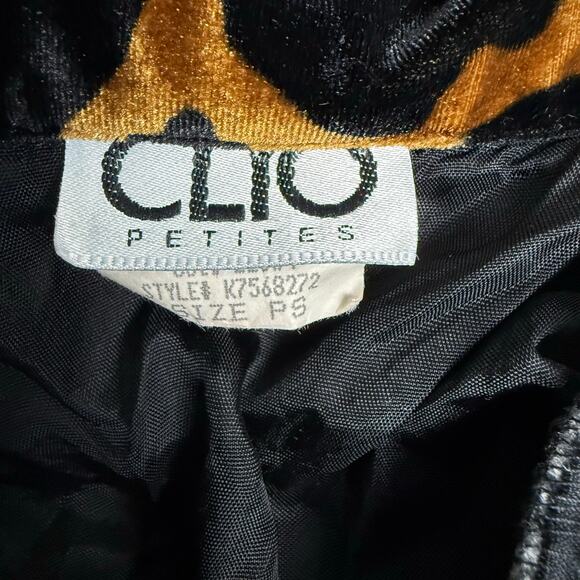 CLIO
PETITES
STYLE# K7568272
SIZE PS